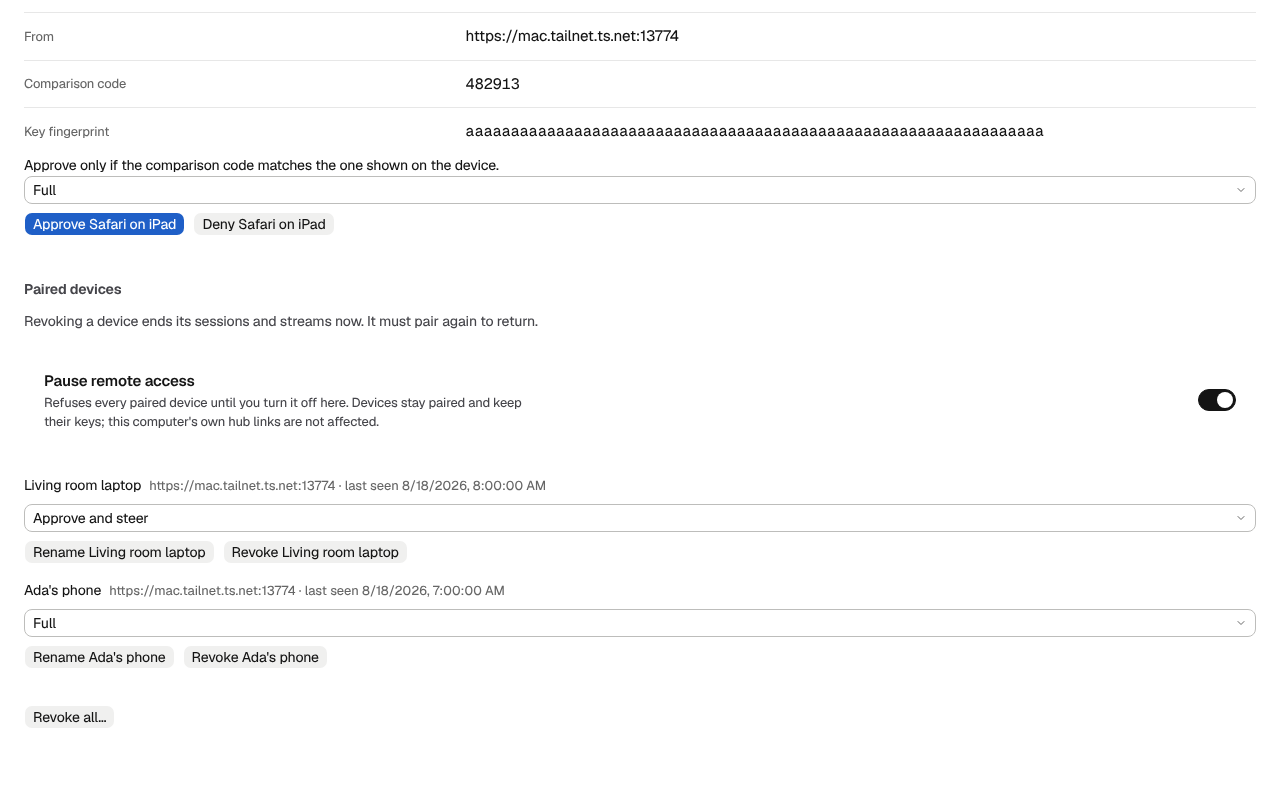 From
https://mac.tailnet.ts.net:13774
Comparison code
482913
Key fingerprint
aaaaaaaaaaaaaaaaaaaaaaaaaaaaaaaaaaaaaaaaaaaaaaaaaaaaaaaaaaaaaaaa
Approve only if the comparison code matches the one shown on the device.
Full
Approve Safari on iPad
Deny Safari on iPad
Paired devices
Revoking a device ends its sessions and streams now. It must pair again to return.
Pause remote access
Refuses every paired device until you turn it off here. Devices stay paired and keep
their keys; this computer's own hub links are not affected.
Living room laptop https://mac.tailnet.ts.net:13774 · last seen 8/18/2026, 8:00:00 AM
Approve and steer
Rename Living room laptop
Revoke Living room laptop
Ada's phone https://mac.tailnet.ts.net:13774 · last seen 8/18/2026, 7:00:00 AM
Full
Rename Ada's phone
Revoke Ada's phone
Revoke all…